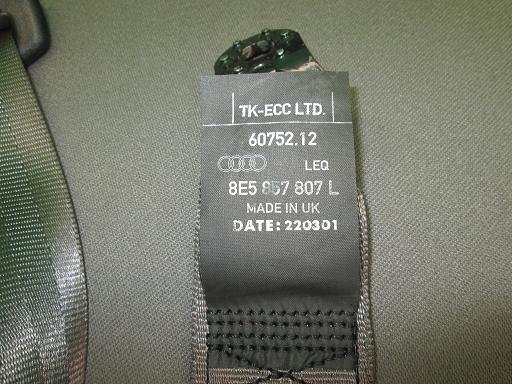 TK-ECC LTD.
60752.12
LEQ
8E5 857 807 L
MADE IN UK
DATE: 220301